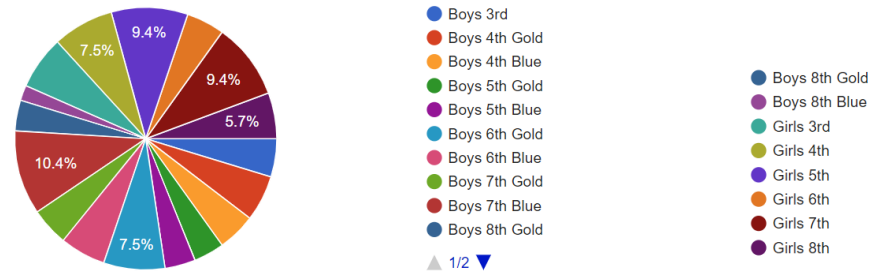 9.4%
7.5%
9.4%
5.7%
10.4%
7.5%
Boys 3rd
Boys 4th Gold
Boys 4th Blue
Boys 5th Gold
Boys 5th Blue
Boys 6th Gold
Boys 6th Blue
Boys 7th Gold
Boys 7th Blue
Boys 8th Gold
1/2
Boys 8th Gold
Boys 8th Blue
Girls 3rd
Girls 4th
Girls 5th
Girls 6th
Girls 7th
Girls 8th